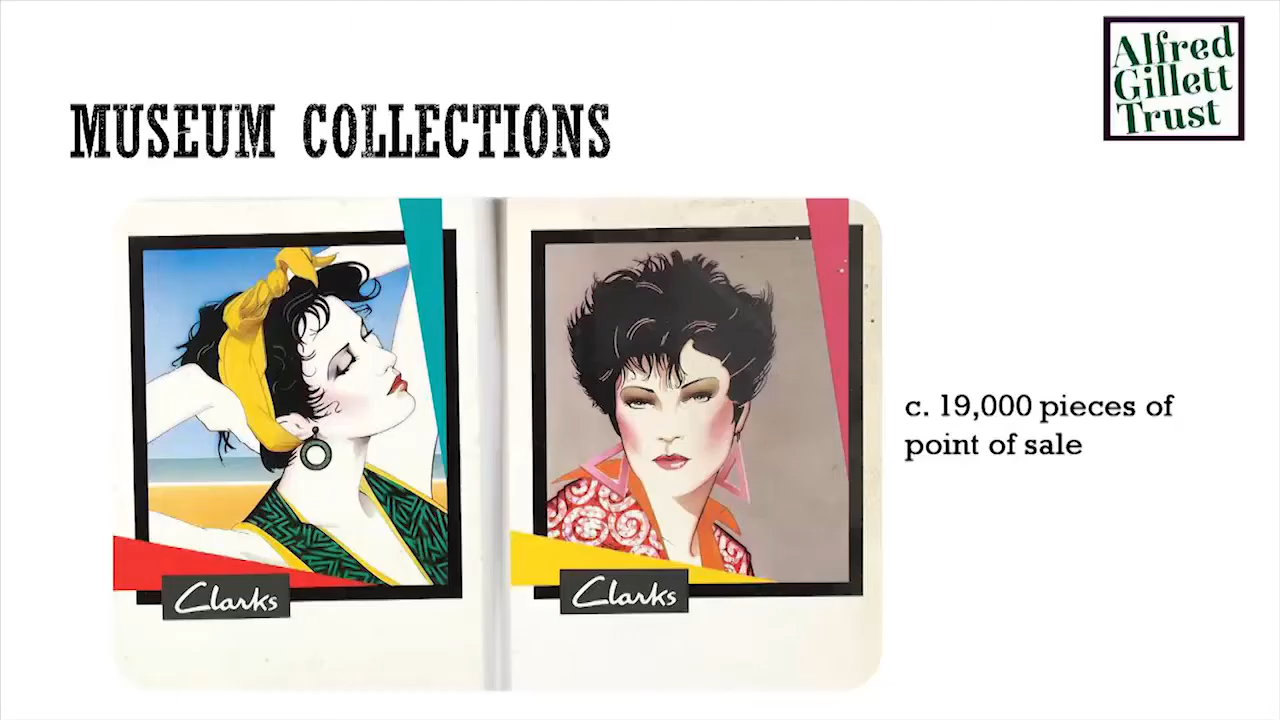 Alfred
Gillett
Trust
MUSEUM COLLECTIONS
Clarks
Clarks
c. 19,000 pieces of
point of sale